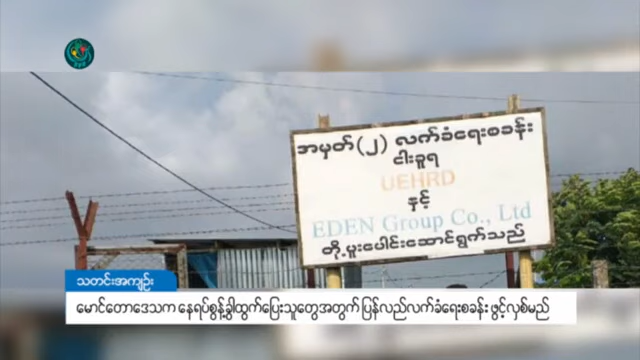 အမှတ်(၂) လက်ခံရေးစခန်း
ငါးခူရ
UEHRD
နှင့်
EDEN Group Co., Ltd
တို့ပူးပေါင်းဆောင်ရွက်သည်
သတင်းအကျဉ်း
မောင်တောဒေသက နေရပ်စွန့်ခွါထွက်ပြေးသူတွေအတွက် ပြန်လည်လက်ခံရေးစခန်း ဖွင့်လှစ်မည်